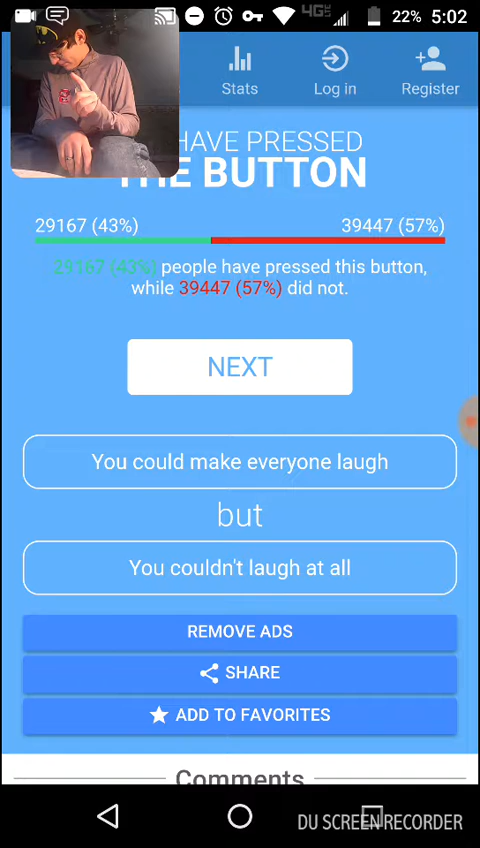 4G
22% 5:02
Stats
Log in
Register
HAVE PRESSED
THE BUTTON
29167 (43%)
39447 (57%)
29167 (43%) people have pressed this button,
while 39447 (57%) did not.
NEXT
You could make everyone laugh
but
You couldn't laugh at all
REMOVE ADS
SHARE
ADD TO FAVORITES
Comments
DU SCREEN RECORDER